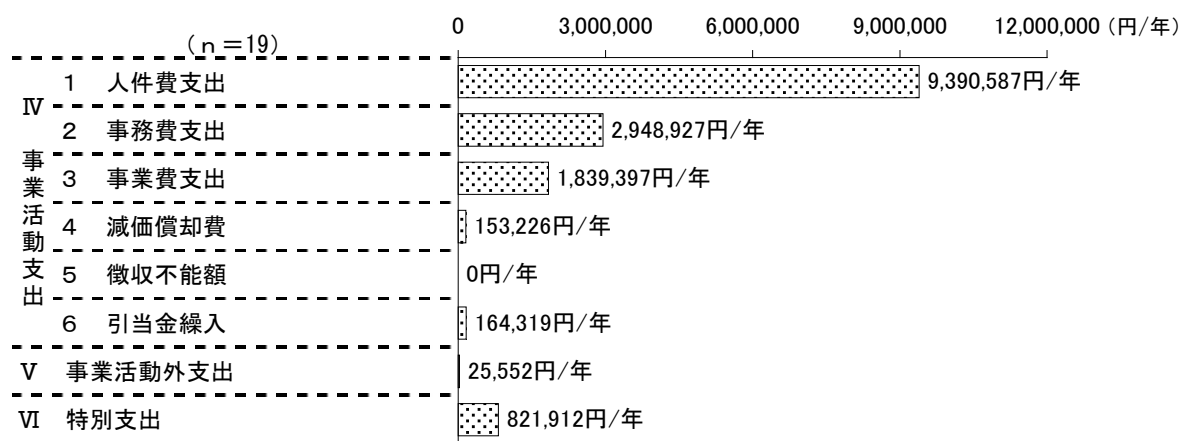 0 3,000,000 6,000,000 9,000,000 12,000,000 (円/年)
(n=19)
Ⅳ 事業活動支出
1 人件費支出 9,390,587円/年
2 事務費支出 2,948,927円/年
3 事業費支出 1,839,397円/年
4 減価償却費 153,226円/年
5 徴収不能額 0円/年
6 引当金繰入 164,319円/年
Ⅴ 事業活動外支出 25,552円/年
Ⅵ 特別支出 821,912円/年